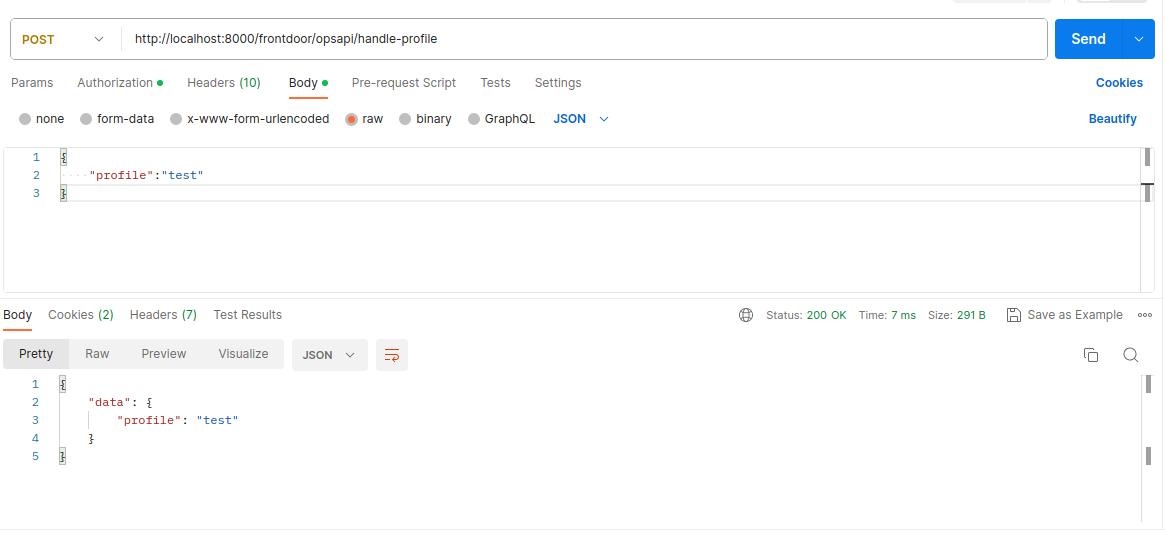 POST http://localhost:8000/frontdoor/opsapi/handle-profile Send
Params Authorization Headers (10) Body Pre-request Script Tests Settings Cookies
none form-data x-www-form-urlencoded raw binary GraphQL JSON Beautify
1 {
2 ····"profile":"test"
3 }
Body Cookies (2) Headers (7) Test Results Status: 200 OK Time: 7 ms Size: 291 B Save as Example
Pretty Raw Preview Visualize JSON
1 {
2 "data": {
3 "profile": "test"
4 }
5 }